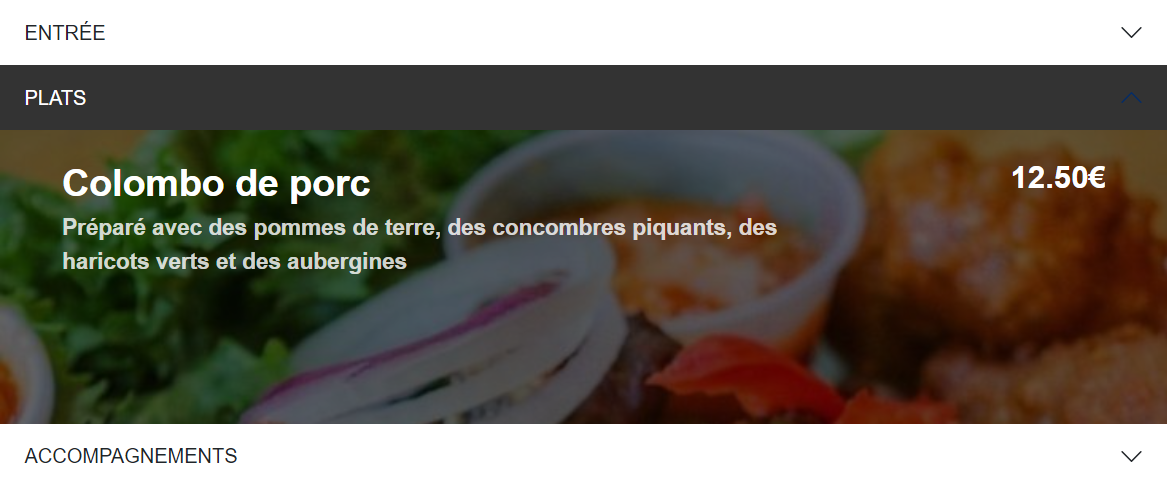 ENTRÉE
PLATS
Colombo de porc
12.50€
Préparé avec des pommes de terre, des concombres piquants, des
haricots verts et des aubergines
ACCOMPAGNEMENTS